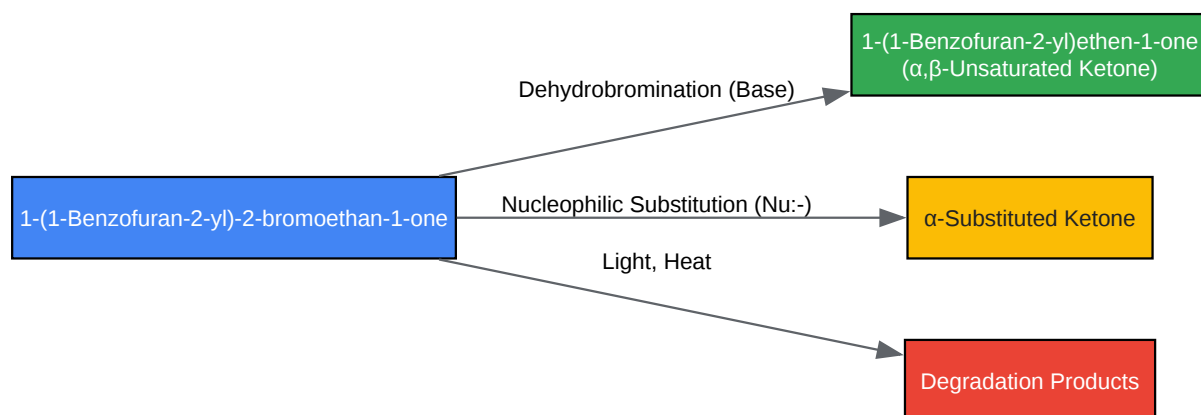 1-(1-Benzofuran-2-yl)ethen-1-one
(α,β-Unsaturated Ketone)
Dehydrobromination (Base)
1-(1-Benzofuran-2-yl)-2-bromoethan-1-one
Nucleophilic Substitution (Nu:-)
α-Substituted Ketone
Light, Heat
Degradation Products